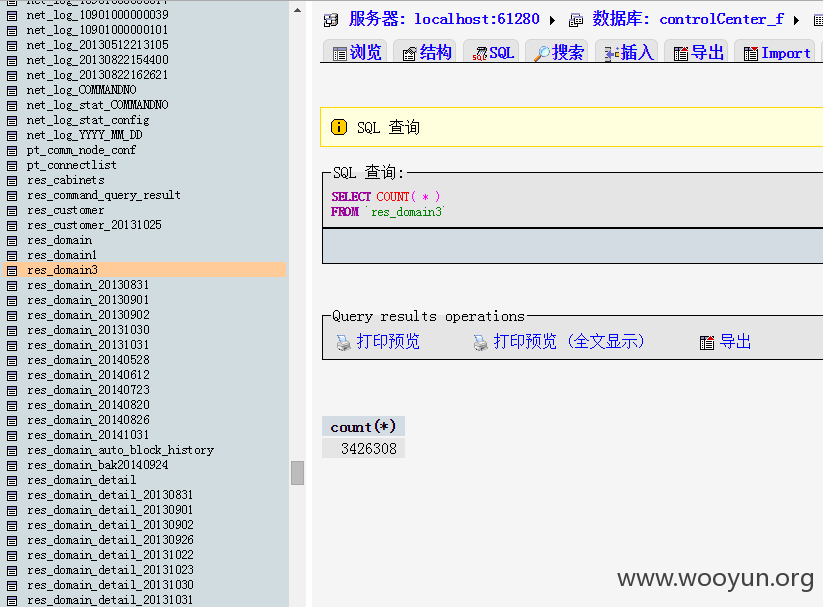 net_log_10901000000039
net_log_10901000000101
net_log_20130512213105
net_log_20130822154400
net_log_20130822162621
net_log_COMMANDNO
net_log_stat_COMMANDNO
net_log_stat_config
net_log_YYYY_MM_DD
pt_comm_node_conf
pt_connectlist
res_cabinets
res_command_query_result
res_customer
res_customer_20131025
res_domain
res_domain1
res_domain3
res_domain_20130831
res_domain_20130901
res_domain_20130902
res_domain_20131030
res_domain_20131031
res_domain_20140528
res_domain_20140612
res_domain_20140723
res_domain_20140820
res_domain_20140826
res_domain_20141031
res_domain_auto_block_history
res_domain_bak20140924
res_domain_detail
res_domain_detail_20130831
res_domain_detail_20130901
res_domain_detail_20130902
res_domain_detail_20130926
res_domain_detail_20131022
res_domain_detail_20131023
res_domain_detail_20131030
res_domain_detail_20131031
服务器: localhost:61280 ▸ 数据库: controlCenter_f ▸
浏览 结构 SQL 搜索 插入 导出 Import
SQL 查询
SQL 查询:
SELECT COUNT( * )
FROM `res_domain3`
Query results operations
打印预览 打印预览 (全文显示) 导出
count(*)
3426308
www.wooyun.org